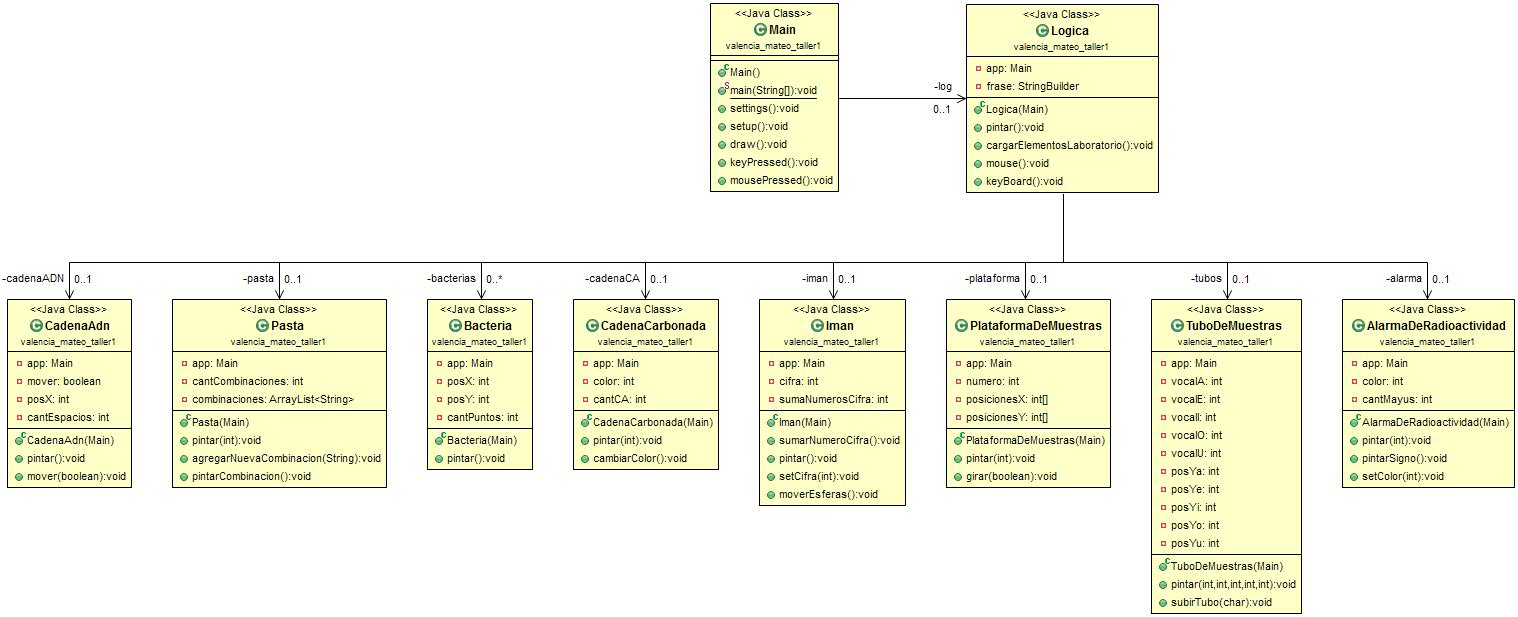 <<Java Class>>
Main
valencia_mateo_taller1
Main()
main(String[]):void
settings():void
setup():void
draw():void
keyPressed():void
mousePressed():void
-log
0..1
<<Java Class>>
Logica
valencia_mateo_taller1
app: Main
frase: StringBuilder
Logica(Main)
pintar():void
cargarElementosLaboratorio():void
mouse():void
keyBoard():void
-cadenaADN 0..1
<<Java Class>>
CadenaAdn
valencia_mateo_taller1
app: Main
mover: boolean
posX: int
cantEspacios: int
CadenaAdn(Main)
pintar():void
mover(boolean):void
-pasta 0..1
<<Java Class>>
Pasta
valencia_mateo_taller1
app: Main
cantCombinaciones: int
combinaciones: ArrayList<String>
Pasta(Main)
pintar(int):void
agregarNuevaCombinacion(String):void
pintarCombinacion():void
-bacterias 0..*
<<Java Class>>
Bacteria
valencia_mateo_taller1
app: Main
posX: int
posY: int
cantPuntos: int
Bacteria(Main)
pintar():void
-cadenaCA 0..1
<<Java Class>>
CadenaCarbonada
valencia_mateo_taller1
app: Main
color: int
cantCA: int
CadenaCarbonada(Main)
pintar(int):void
cambiarColor():void
-iman 0..1
<<Java Class>>
Iman
valencia_mateo_taller1
app: Main
cifra: int
sumaNumerosCifra: int
Iman(Main)
sumarNumeroCifra():void
pintar():void
setCifra(int):void
moverEsferas():void
-plataforma 0..1
<<Java Class>>
PlataformaDeMuestras
valencia_mateo_taller1
app: Main
numero: int
posicionesX: int[]
posicionesY: int[]
PlataformaDeMuestras(Main)
pintar(int):void
girar(boolean):void
-tubos 0..1
<<Java Class>>
TuboDeMuestras
valencia_mateo_taller1
app: Main
vocalA: int
vocalE: int
vocalI: int
vocalO: int
vocalU: int
posYa: int
posYe: int
posYi: int
posYo: int
posYu: int
TuboDeMuestras(Main)
pintar(int,int,int,int,int):void
subirTubo(char):void
-alarma 0..1
<<Java Class>>
AlarmaDeRadioactividad
valencia_mateo_taller1
app: Main
color: int
cantMayus: int
AlarmaDeRadioactividad(Main)
pintar(int):void
pintarSigno():void
setColor(int):void